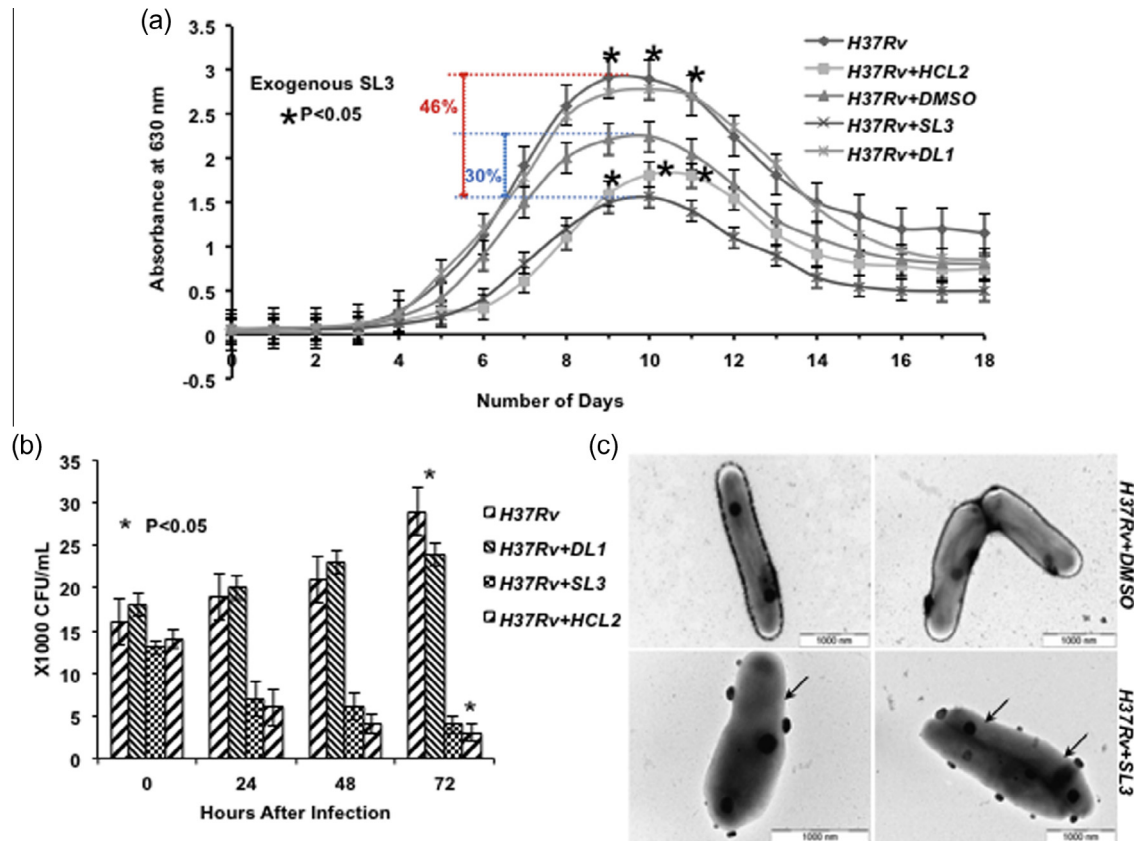 (a)
3.5
3
2.5
2
1.5
1
0.5
0
-0.5
Absorbance at 630 nm
Exogenous SL3
* P<0.05
46%
30%
* * *
* * *
H37Rv
H37Rv+HCL2
H37Rv+DMSO
H37Rv+SL3
H37Rv+DL1
0 2 4 6 8 10 12 14 16 18
Number of Days
(b)
35
30
25
20
15
10
5
0
X1000 CFU/mL
* P<0.05
*
*
H37Rv
H37Rv+DL1
H37Rv+SL3
H37Rv+HCL2
0 24 48 72
Hours After Infection
(c)
H37Rv+DMSO
1000 nm
1000 nm
H37Rv+SL3
1000 nm
1000 nm